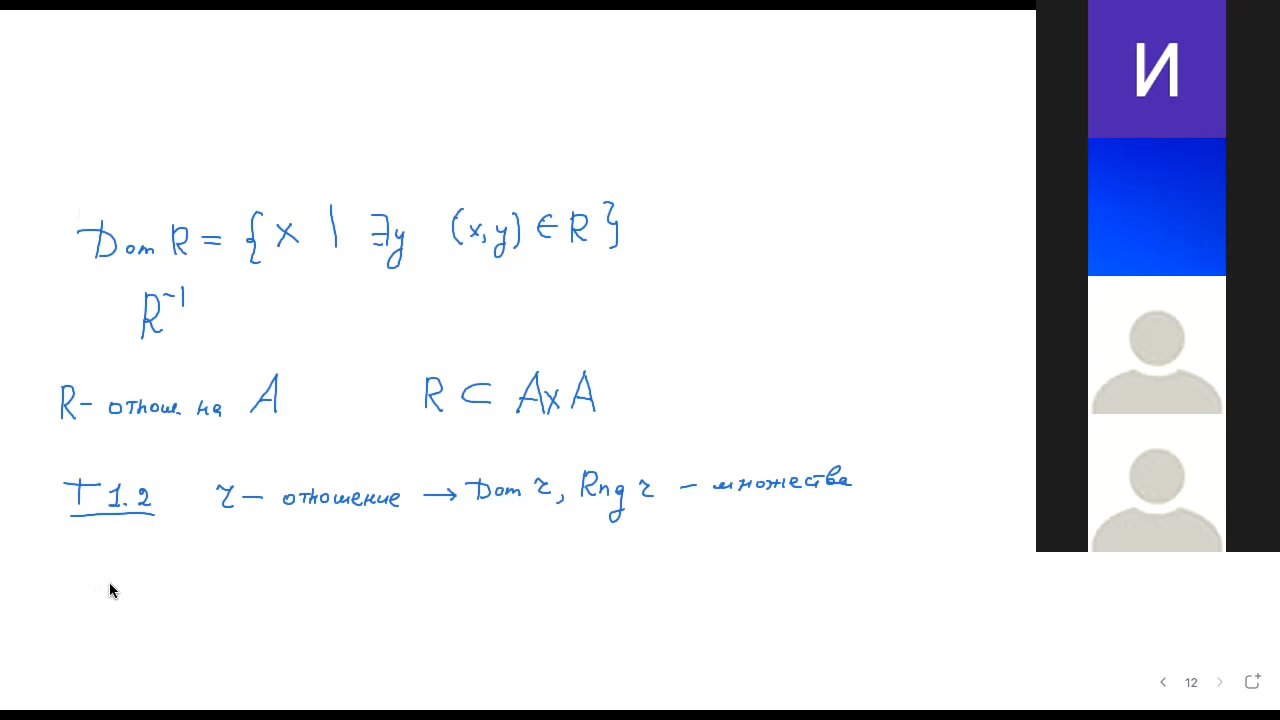 Dom R = { x | ∃y (x,y) ∈ R }
R⁻¹
R - отнош. на A R ⊂ A×A
T 1.2 r — отношение → Dom r, Rng r — множества
И
12